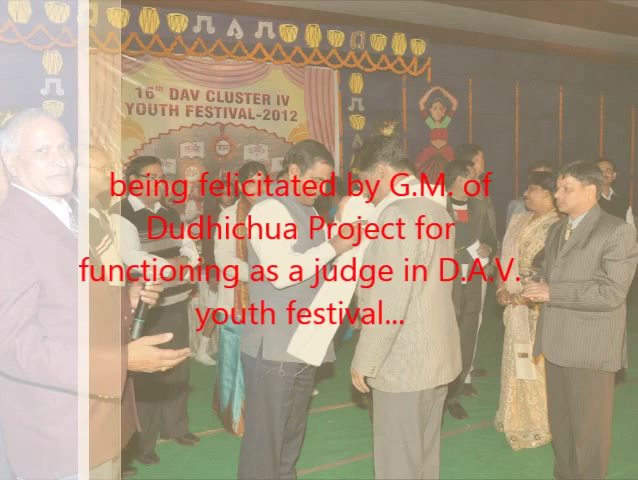 16th DAV CLUSTER IV
YOUTH FESTIVAL-2012
being felicitated by G.M. of
Dudhichua Project for
functioning as a judge in D.A.V.
youth festival...